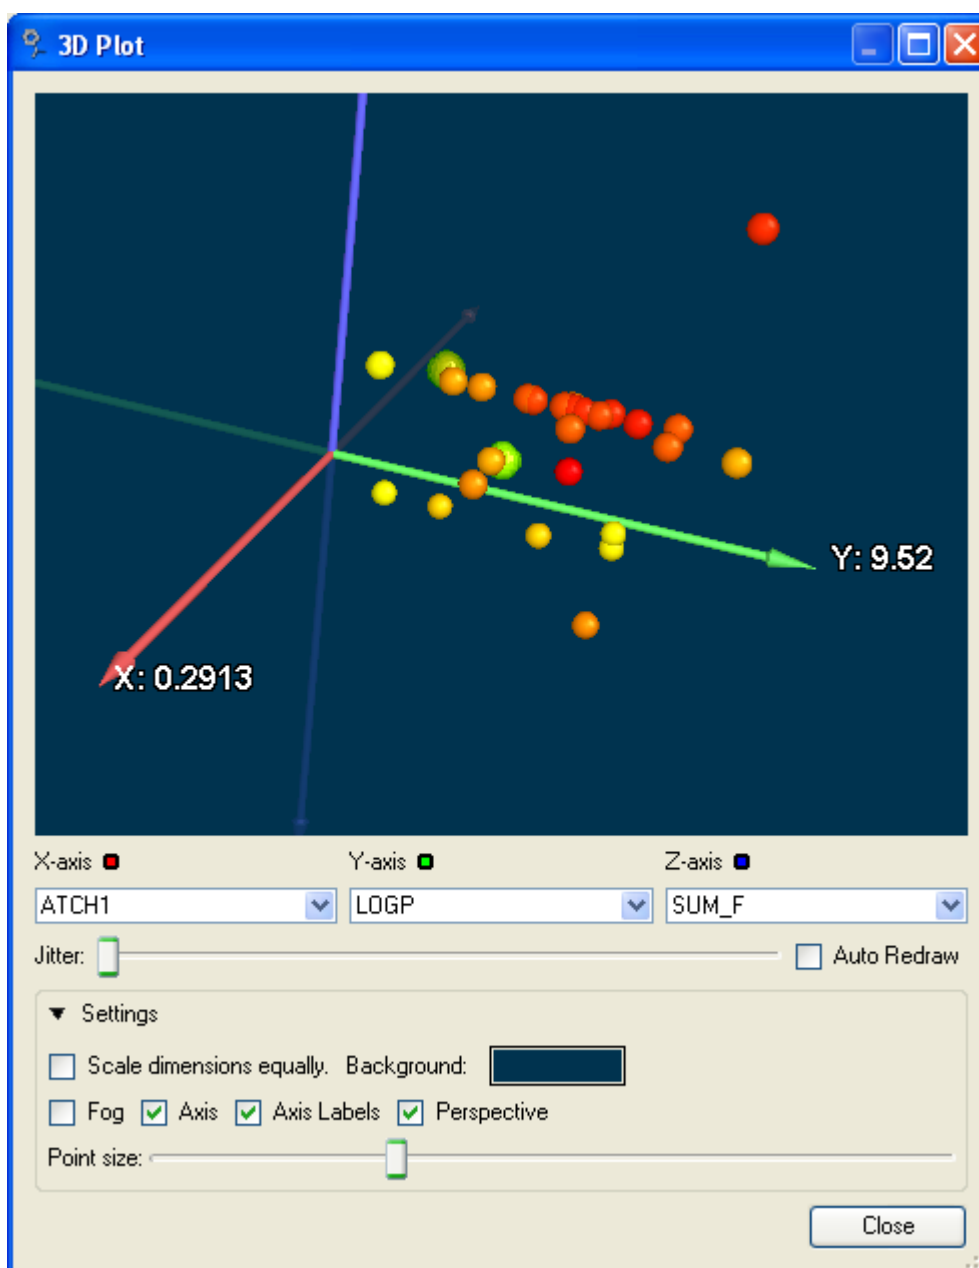 3D Plot
Y: 9.52
X: 0.2913
X-axis Y-axis Z-axis
ATCH1 LOGP SUM_F
Jitter: Auto Redraw
Settings
Scale dimensions equally. Background:
Fog Axis Axis Labels Perspective
Point size:
Close